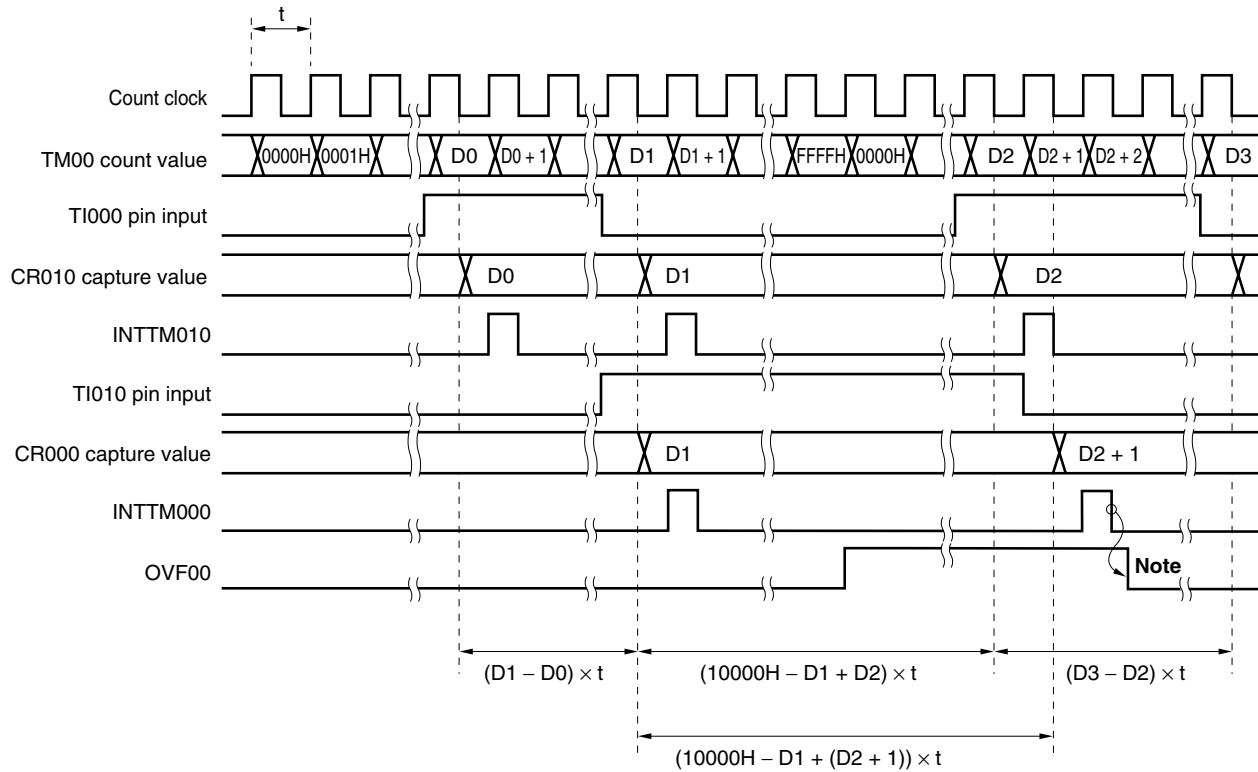 t
Count clock
TM00 count value 0000H 0001H D0 D0 + 1 D1 D1 + 1 FFFFH 0000H D2 D2 + 1 D2 + 2 D3
TI000 pin input
CR010 capture value D0 D1 D2
INTTM010
TI010 pin input
CR000 capture value D1 D2 + 1
INTTM000
OVF00 Note
(D1 – D0) × t (10000H – D1 + D2) × t (D3 – D2) × t
(10000H – D1 + (D2 + 1)) × t